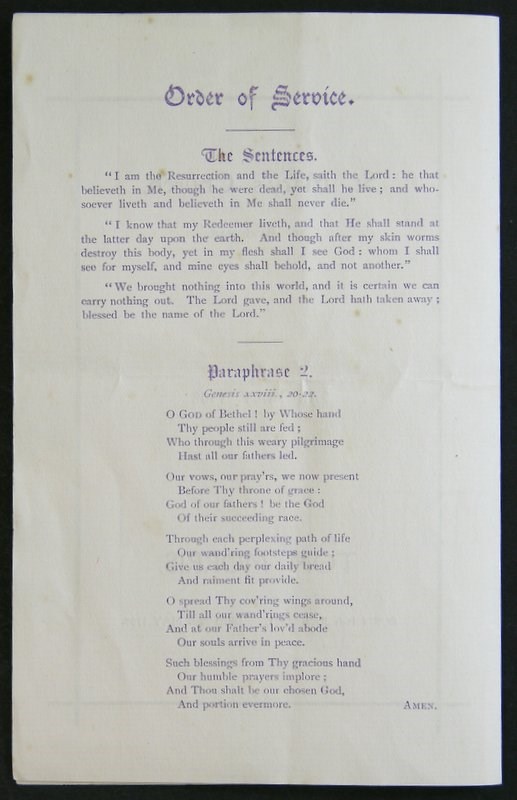 Order of Service.
The Sentences.
"I am the Resurrection and the Life, saith the Lord: he that
believeth in Me, though he were dead, yet shall he live; and who-
soever liveth and believeth in Me shall never die."
"I know that my Redeemer liveth, and that He shall stand at
the latter day upon the earth. And though after my skin worms
destroy this body, yet in my flesh shall I see God: whom I shall
see for myself, and mine eyes shall behold, and not another."
"We brought nothing into this world, and it is certain we can
carry nothing out. The Lord gave, and the Lord hath taken away;
blessed be the name of the Lord."
Paraphrase 2.
Genesis xxviii., 20-22.
O GOD of Bethel! by Whose hand
Thy people still are fed;
Who through this weary pilgrimage
Hast all our fathers led.
Our vows, our pray'rs, we now present
Before Thy throne of grace:
God of our fathers! be the God
Of their succeeding race.
Through each perplexing path of life
Our wand'ring footsteps guide;
Give us each day our daily bread
And raiment fit provide.
O spread Thy cov'ring wings around,
Till all our wand'rings cease,
And at our Father's lov'd abode
Our souls arrive in peace.
Such blessings from Thy gracious hand
Our humble prayers implore;
And Thou shalt be our chosen God,
And portion evermore. AMEN.